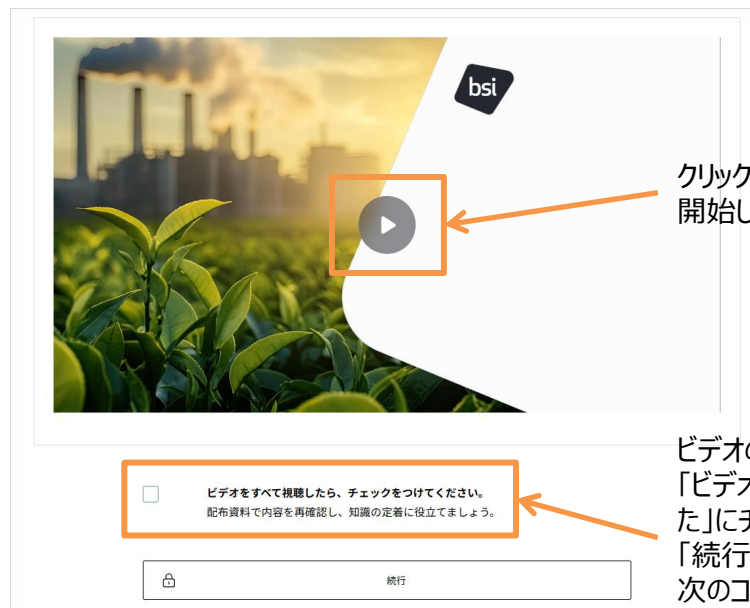 bsi
クリック
開始し
ビデオをすべて視聴したら、チェックをつけてください。
配布資料で内容を再確認し、知識の定着に役立てましょう。
続行
ビデオの
「ビデオ
た」にチ
「続行
次のコ